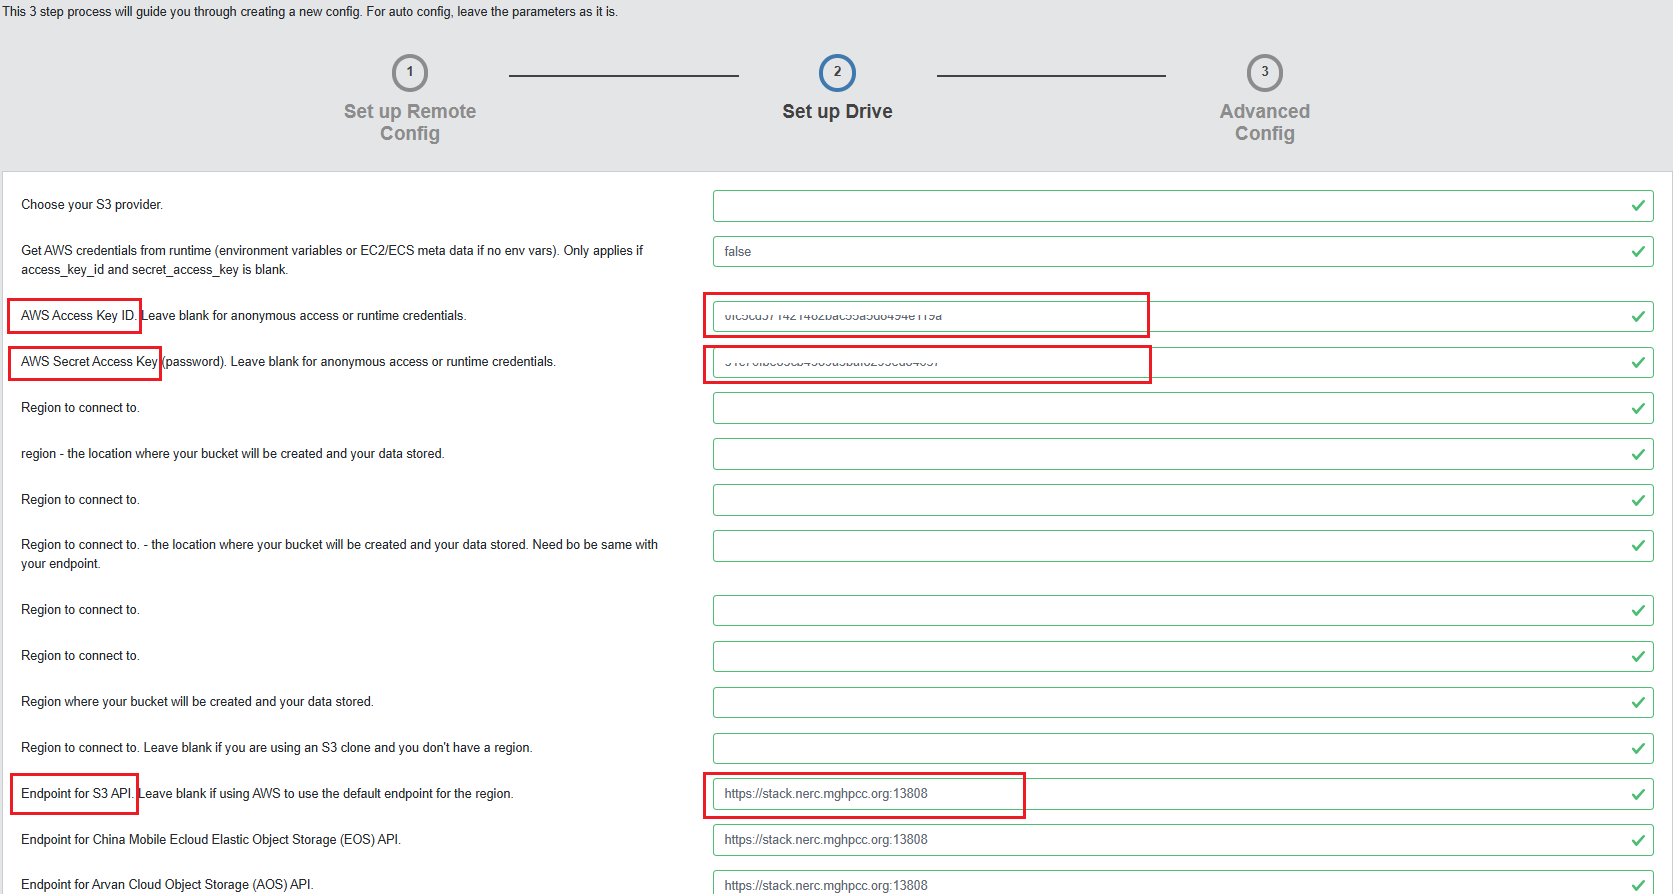 This 3 step process will guide you through creating a new config. For auto config, leave the parameters as it is.
1
2
3
Set up Remote
Config
Set up Drive
Advanced
Config
Choose your S3 provider.
Get AWS credentials from runtime (environment variables or EC2/ECS meta data if no env vars). Only applies if
access_key_id and secret_access_key is blank.
false
AWS Access Key ID. Leave blank for anonymous access or runtime credentials.
AWS Secret Access Key (password). Leave blank for anonymous access or runtime credentials.
Region to connect to.
region - the location where your bucket will be created and your data stored.
Region to connect to.
Region to connect to. - the location where your bucket will be created and your data stored. Need bo be same with
your endpoint.
Region to connect to.
Region to connect to.
Region where your bucket will be created and your data stored.
Region to connect to. Leave blank if you are using an S3 clone and you don't have a region.
Endpoint for S3 API. Leave blank if using AWS to use the default endpoint for the region.
https://stack.nerc.mghpcc.org:13808
Endpoint for China Mobile Ecloud Elastic Object Storage (EOS) API.
https://stack.nerc.mghpcc.org:13808
Endpoint for Arvan Cloud Object Storage (AOS) API.
https://stack.nerc.mghpcc.org:13808